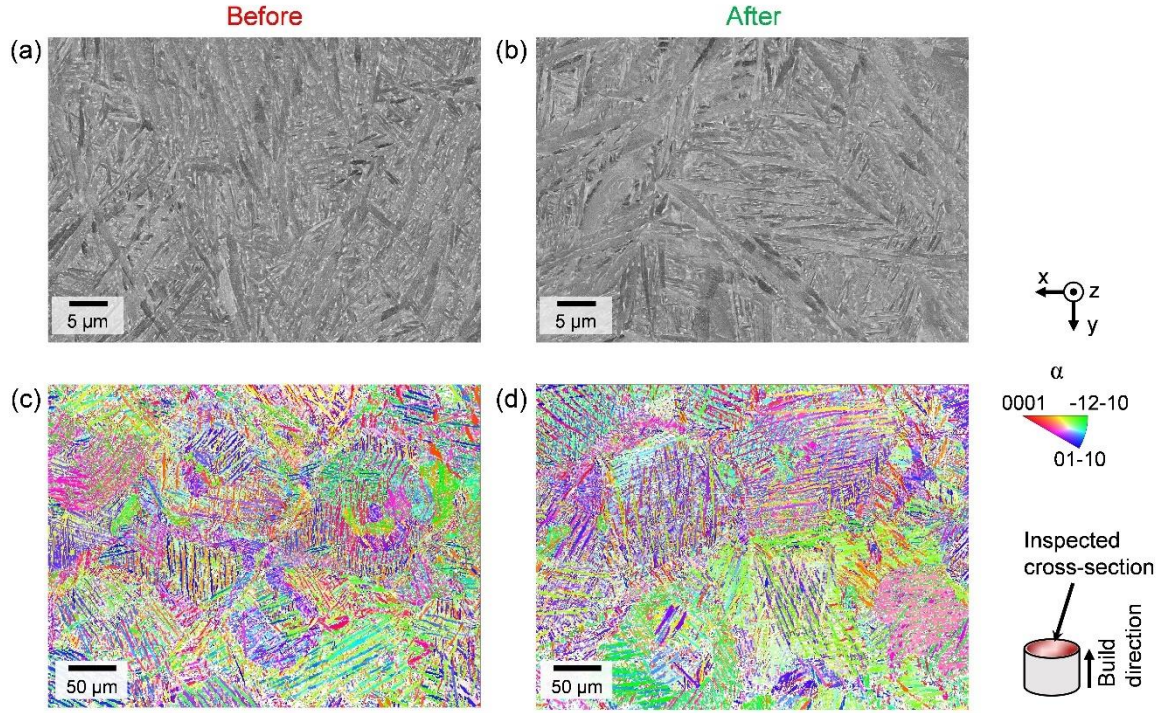 Before
After
(a)
(b)
5 µm
5 µm
x
z
y
(c)
(d)
α
0001
-12-10
01-10
50 µm
50 µm
Inspected
cross-section
Build
direction